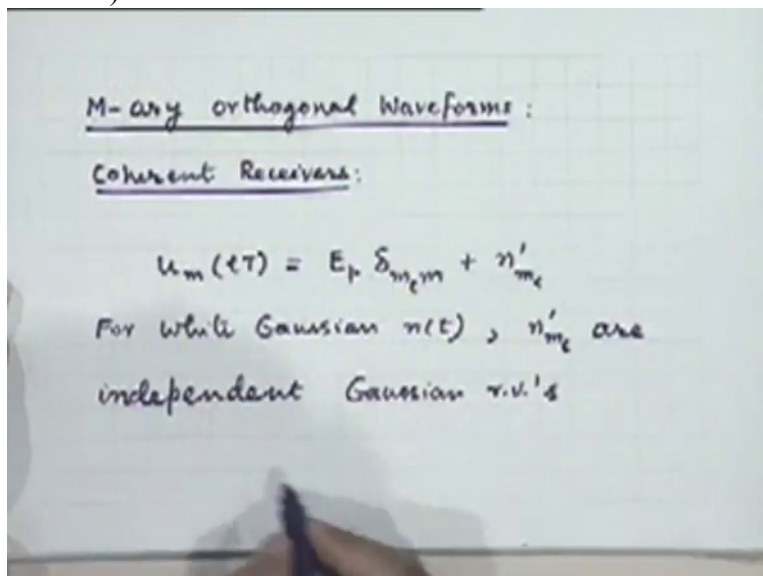 M-ary orthogonal Waveforms :
Coherent Receivers :
u_m (lT) = E_p δ_{m_l m} + n'_{m_l}
For white Gaussian n(t) , n'_{m_l} are
independent Gaussian r.v.'s